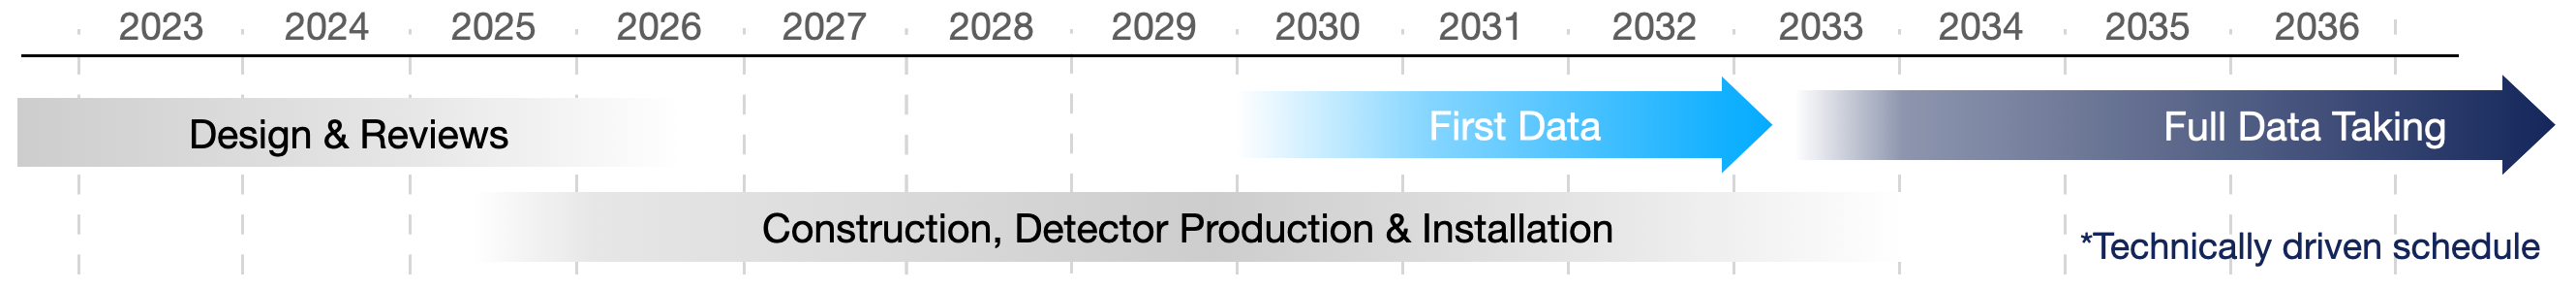 2023 2024 2025 2026 2027 2028 2029 2030 2031 2032 2033 2034 2035 2036
Design & Reviews
First Data
Full Data Taking
Construction, Detector Production & Installation
*Technically driven schedule